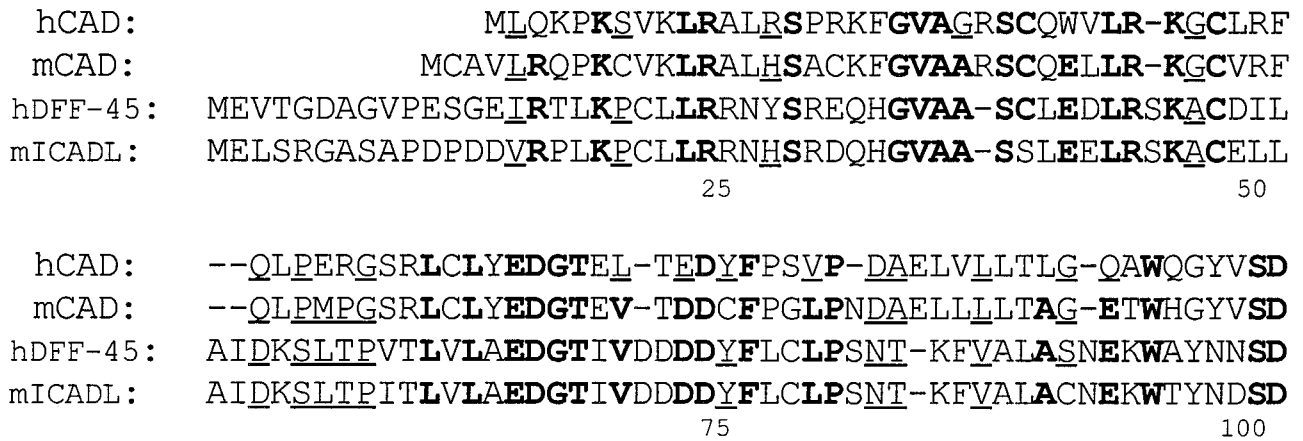 hCAD: MLQKPKSVKLRALRSPRKFGVAGRSCQWVLR-KGCLRF
mCAD: MCAVLRQPKCVKLRALHSACKFGVAARSCQELLR-KGCVRF
hDFF-45: MEVTGDAGVPESGEIRTLKPCLLRRNYSREQHGVAA-SCLEDLRSKACDIL
mICADL: MELSRGASAPDPDDVRPLKPCLLRRNHSRDQHGVAA-SSLEELRSKACELL
25 50
hCAD: --QLPERGSRLCLYEDGTEL-TEDYFPSVP-DAELVLLTLG-QAWQGYVSD
mCAD: --QLPMPGSRLCLYEDGTEV-TDDCFPGLPNDAELLLLTAG-ETWHGYVSD
hDFF-45: AIDKSLTPVTLVLAEDGTIVDDDDYFLCLPSNT-KFVALASNEKWAYNNSD
mICADL: AIDKSLTPITLVLAEDGTIVDDDDYFLCLPSNT-KFVALACNEKWTYNDSD
75 100